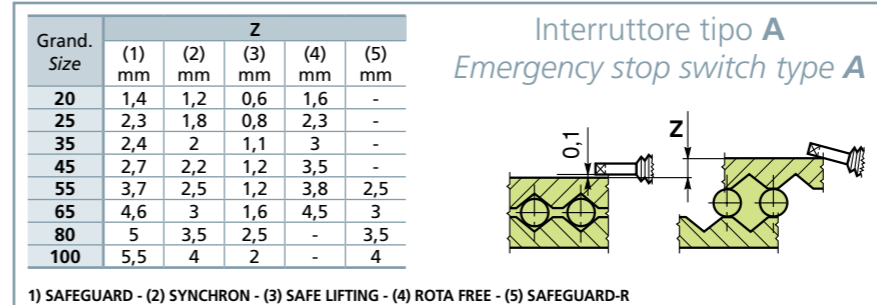 Grand.
Size
Z
(1)
mm
(2)
mm
(3)
mm
(4)
mm
(5)
mm
20 1,4 1,2 0,6 1,6 -
25 2,3 1,8 0,8 2,3 -
35 2,4 2 1,1 3 -
45 2,7 2,2 1,2 3,5 -
55 3,7 2,5 1,2 3,8 2,5
65 4,6 3 1,6 4,5 3
80 5 3,5 2,5 - 3,5
100 5,5 4 2 - 4
Interruttore tipo A
Emergency stop switch type A
0,1
Z
1) SAFEGUARD - (2) SYNCHRON - (3) SAFE LIFTING - (4) ROTA FREE - (5) SAFEGUARD-R